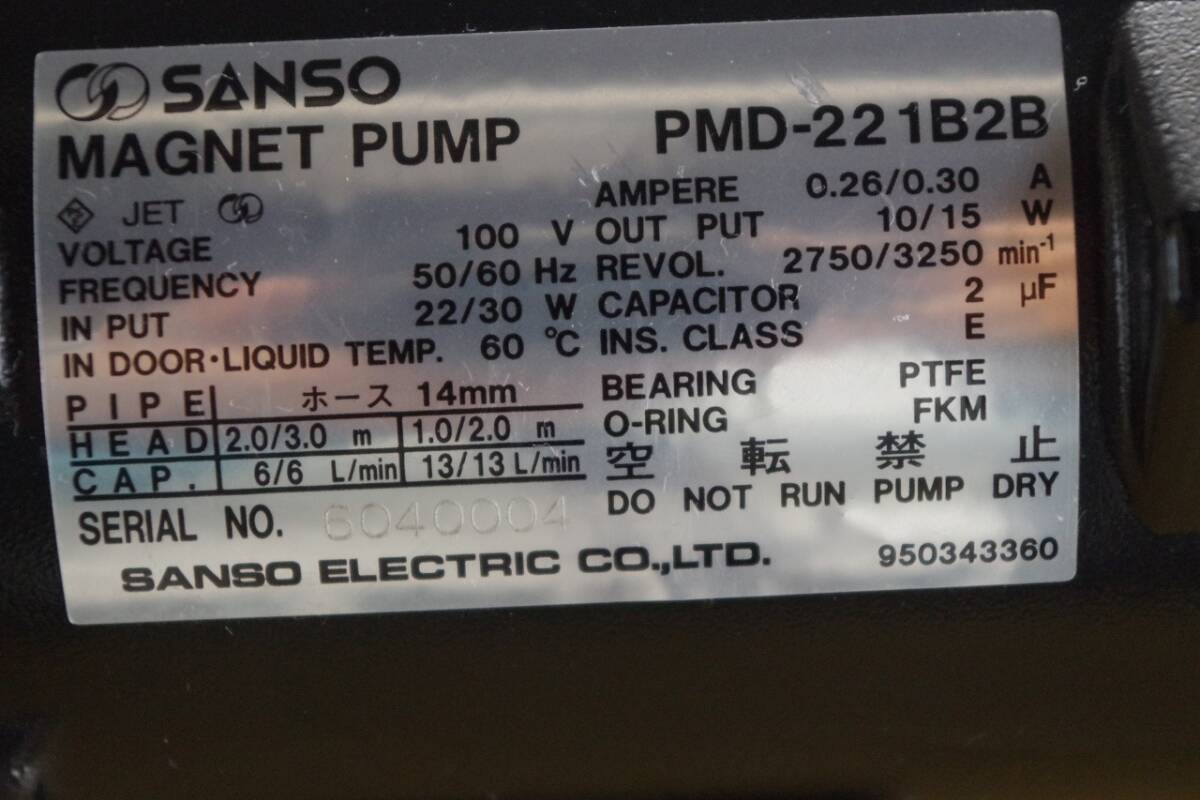 SANSO
MAGNET PUMP PMD-221B2B
JET
VOLTAGE 100 V
FREQUENCY 50/60 Hz
IN PUT 22/30 W
IN DOOR・LIQUID TEMP. 60 ℃
AMPERE 0.26/0.30 A
OUT PUT 10/15 W
REVOL. 2750/3250 min⁻¹
CAPACITOR 2 μF
INS. CLASS E
PIPE ホース 14mm
HEAD 2.0/3.0 m 1.0/2.0 m
CAP. 6/6 L/min 13/13 L/min
BEARING PTFE
O-RING FKM
空転禁止
DO NOT RUN PUMP DRY
SERIAL NO. 6040004
SANSO ELECTRIC CO.,LTD. 950343360